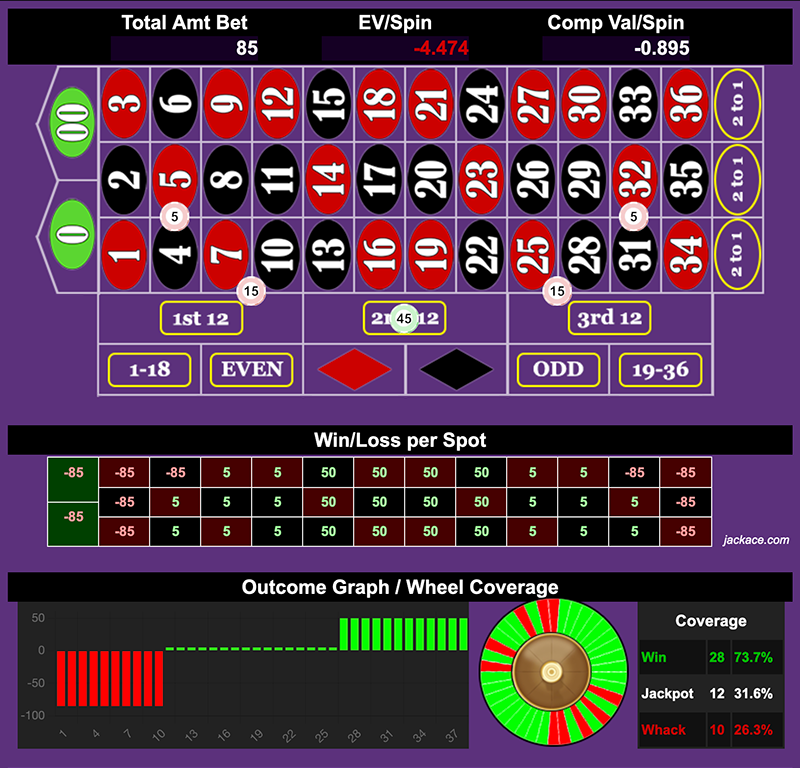 Total Amt Bet EV/Spin Comp Val/Spin
85 -4.474 -0.895
00 3 6 9 12 15 18 21 24 27 30 33 36 2 to 1
2 5 8 11 14 17 20 23 26 29 32 35 2 to 1
5 5
0 1 4 7 10 13 16 19 22 25 28 31 34 2 to 1
15 15
1st 12 45 12 3rd 12
1-18 EVEN ODD 19-36
Win/Loss per Spot
-85 -85 -85 5 5 50 50 50 50 5 5 -85 -85
-85 5 5 5 50 50 50 50 5 5 5 -85
-85 -85 5 5 5 50 50 50 50 5 5 5 -85
jackace.com
Outcome Graph / Wheel Coverage
50
0
-50
-100
1 4 7 10 13 16 19 22 25 28 31 34 37
Coverage
Win 28 73.7%
Jackpot 12 31.6%
Whack 10 26.3%